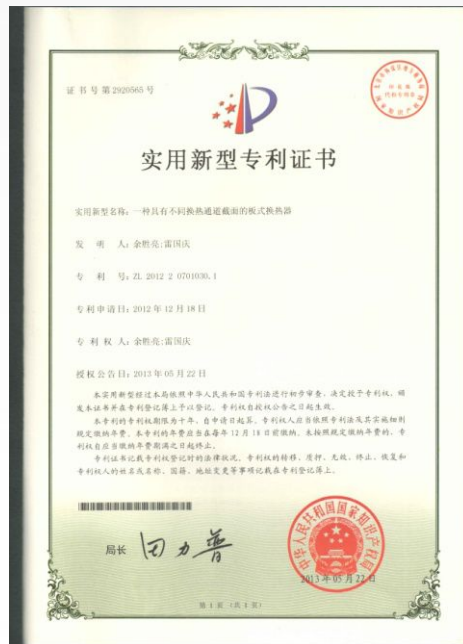 证书号第2920565号
实用新型专利证书
实用新型名称：一种具有不同换热通道截面的板式换热器
发 明 人：余胜亮;雷国庆
专 利 号：ZL 2012 2 0701030.1
专利申请日：2012年12月18日
专 利 权 人：余胜亮;雷国庆
授权公告日：2013年05月22日
本实用新型经过本局依照中华人民共和国专利法进行初步审查，决定授予专利权，颁
发本证书并在专利登记簿上予以登记。专利权自授权公告之日起生效。
本专利的专利权期限为十年，自申请日起算。专利权人应当依照专利法及其实施细则
规定缴纳年费。本专利的年费应当在每年12月18日前缴纳。未按照规定缴纳年费的，专
利权自应当缴纳年费期满之日起终止。
专利证书记载专利权登记时的法律状况。专利权的转移、质押、无效、终止、恢复和
专利权人的姓名或名称、国籍、地址变更等事项记载在专利登记簿上。
局长 田力普
中华人民共和国国家知识产权局
2013年05月22日
第1页（共1页）